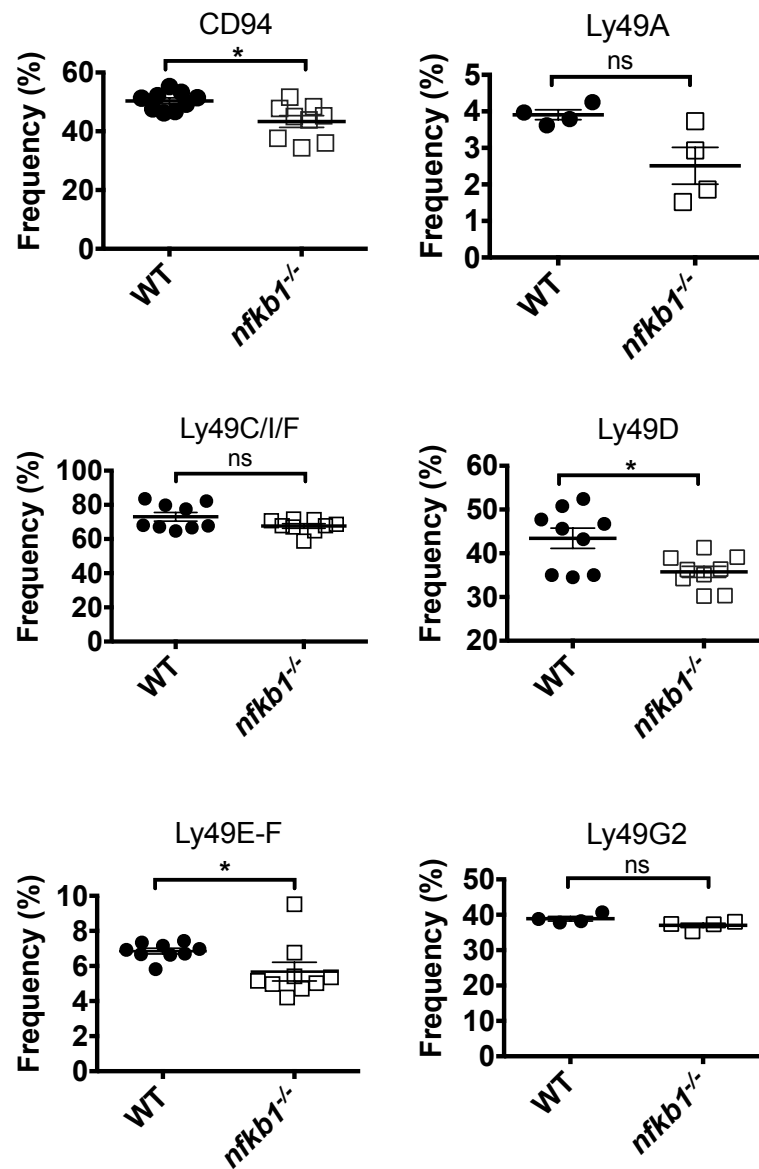 CD94
*
Frequency (%)
60
40
20
0
WT
nfkb1-/-
Ly49A
ns
Frequency (%)
5
4
3
2
1
0
WT
nfkb1-/-
Ly49C/I/F
ns
Frequency (%)
100
80
60
40
20
0
WT
nfkb1-/-
Ly49D
*
Frequency (%)
60
50
40
30
20
WT
nfkb1-/-
Ly49E-F
*
Frequency (%)
10
8
6
4
2
0
WT
nfkb1-/-
Ly49G2
ns
Frequency (%)
50
40
30
20
10
0
WT
nfkb1-/-